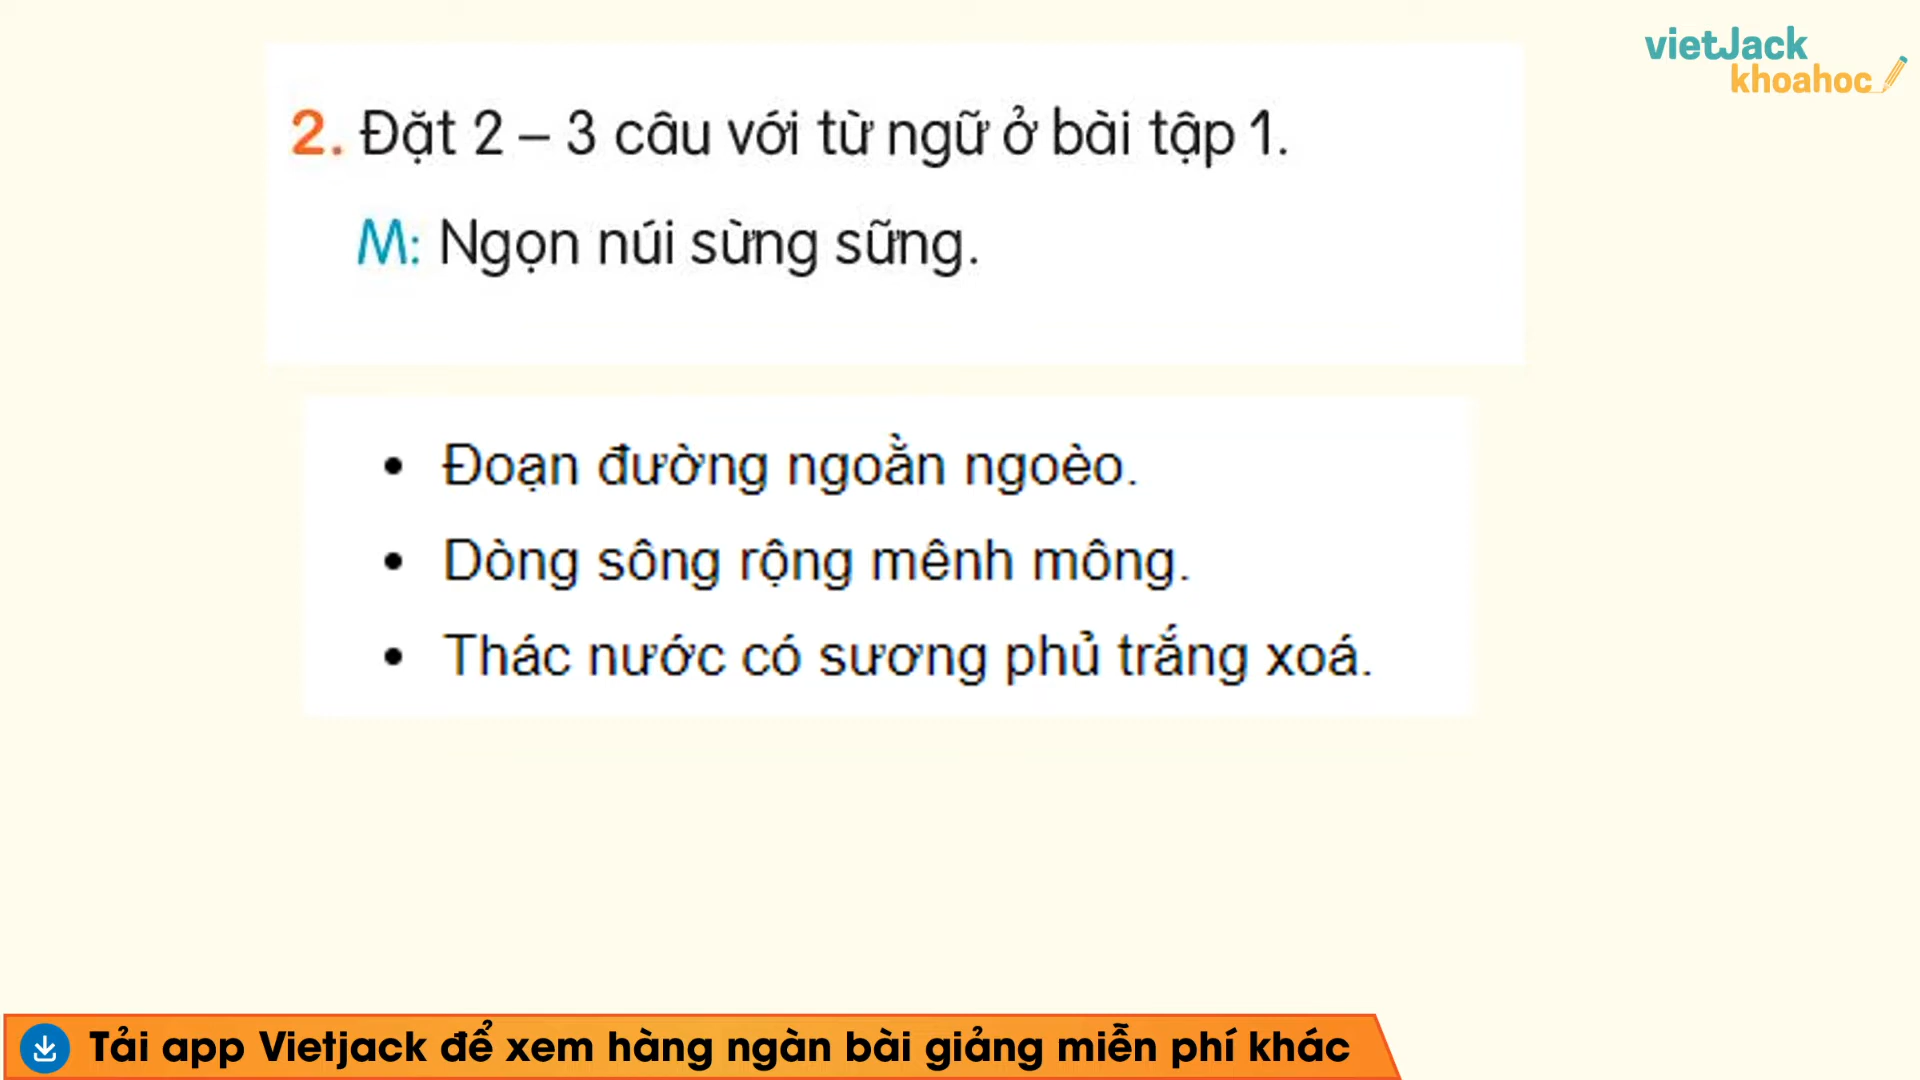 vietJack
khoahoc
2. Đặt 2 – 3 câu với từ ngữ ở bài tập 1.
M: Ngọn núi sừng sững.
• Đoạn đường ngoằn ngoèo.
• Dòng sông rộng mênh mông.
• Thác nước có sương phủ trắng xoá.
Tải app Vietjack để xem hàng ngàn bài giảng miễn phí khác